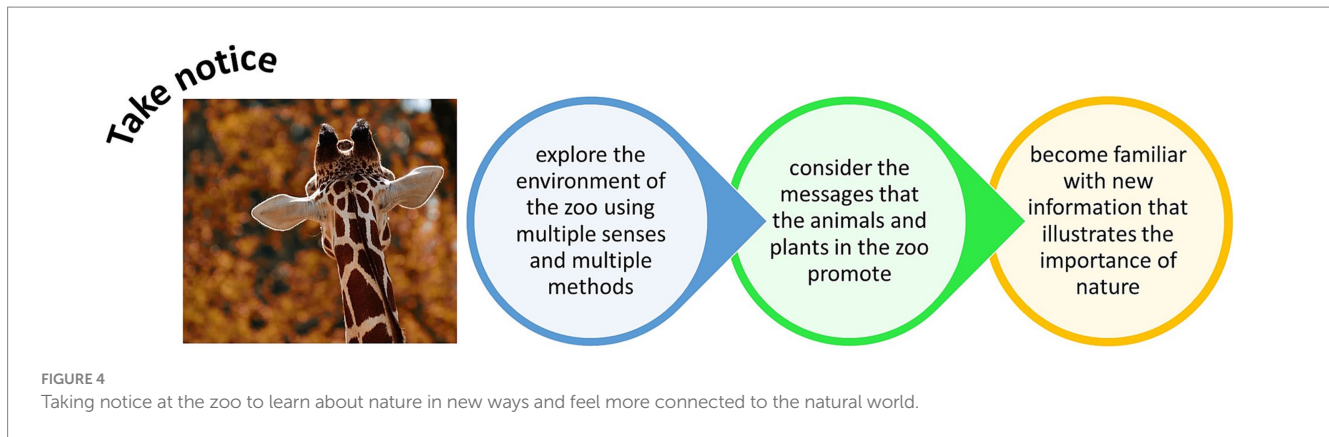 Take notice
explore the
environment of
the zoo using
multiple senses
and multiple
methods
consider the
messages that
the animals and
plants in the zoo
promote
become familiar
with new
information that
illustrates the
importance of
nature
FIGURE 4
Taking notice at the zoo to learn about nature in new ways and feel more connected to the natural world.